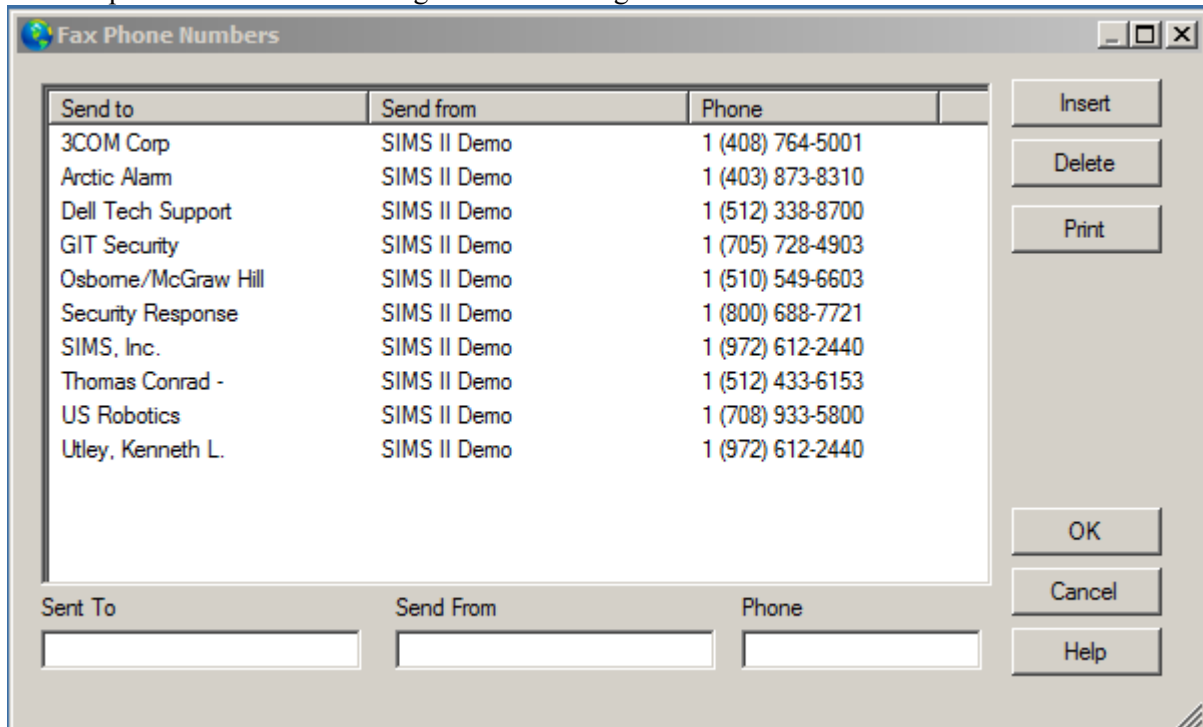 Fax Phone Numbers
Send to Send from Phone
Insert
3COM Corp SIMS II Demo 1 (408) 764-5001
Arctic Alarm SIMS II Demo 1 (403) 873-8310
Delete
Dell Tech Support SIMS II Demo 1 (512) 338-8700
Print
GIT Security SIMS II Demo 1 (705) 728-4903
Osborne/McGraw Hill SIMS II Demo 1 (510) 549-6603
Security Response SIMS II Demo 1 (800) 688-7721
SIMS, Inc. SIMS II Demo 1 (972) 612-2440
Thomas Conrad - SIMS II Demo 1 (512) 433-6153
US Robotics SIMS II Demo 1 (708) 933-5800
Utley, Kenneth L. SIMS II Demo 1 (972) 612-2440
OK
Cancel
Sent To Send From Phone
Help